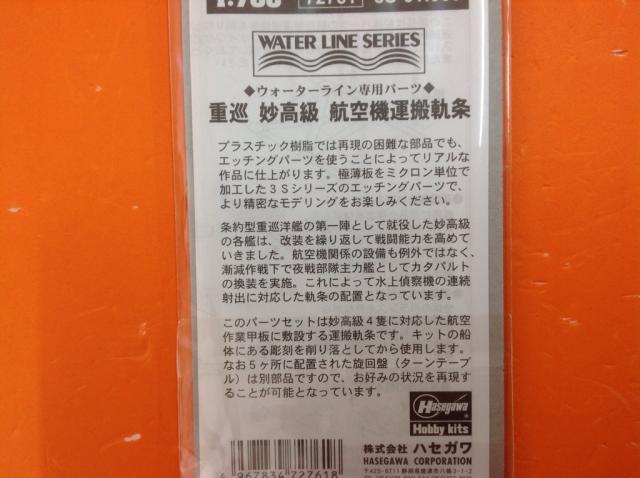 1:700
72761
WATER LINE SERIES
◆ウォーターライン専用パーツ◆
重巡 妙高級 航空機運搬軌条
プラスチック樹脂では再現の困難な部品でも、
エッチングパーツを使うことによってリアルな
作品に仕上がります。極薄板をミクロン単位で
加工した3Sシリーズのエッチングパーツで、
より精密なモデリングをお楽しみください。
条約型重巡洋艦の第一陣として就役した妙高級
の各艦は、改装を繰り返して戦闘能力を高めて
いきました。航空機関係の設備も例外ではなく、
漸減作戦下で夜戦部隊主力艦としてカタパルト
の換装を実施。これによって水上偵察機の連続
射出に対応した軌条の配置となっています。
このパーツセットは妙高級4隻に対応した航空
作業甲板に敷設する運搬軌条です。キットの船
体にある彫刻を削り落としてから使用します。
なお5ヶ所に配置された旋回盤(ターンテーブ
ル)は別部品ですので、お好みの状況を再現す
ることが可能となっています。
Hasegawa
Hobby kits
株式会社 ハセガワ
HASEGAWA CORPORATION
〒425-8711 静岡県焼津市八楠3-1-2
4 967834 727618